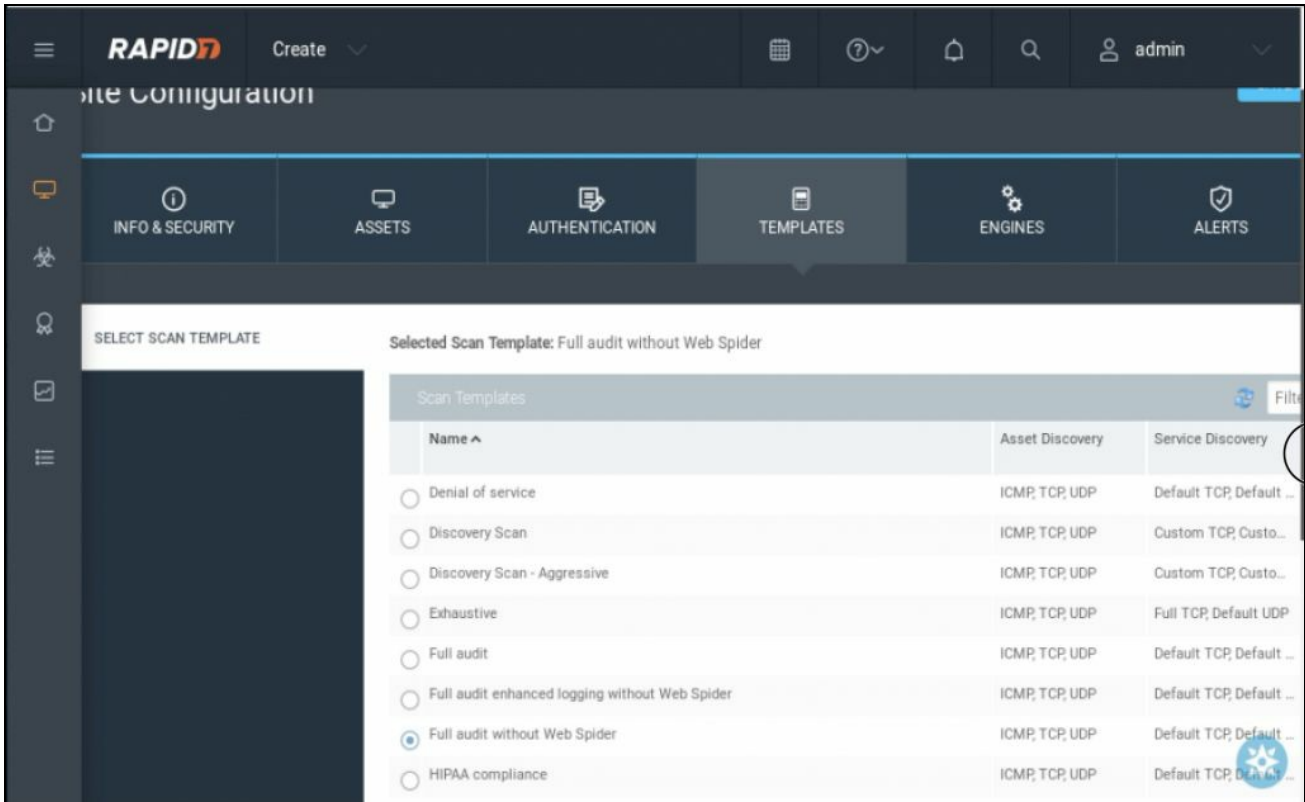 RAPID7 Create admin
Site Configuration
INFO & SECURITY ASSETS AUTHENTICATION TEMPLATES ENGINES ALERTS
SELECT SCAN TEMPLATE
Selected Scan Template: Full audit without Web Spider
Scan Templates Filte
Name Asset Discovery Service Discovery
Denial of service ICMP, TCP, UDP Default TCP, Default ...
Discovery Scan ICMP, TCP, UDP Custom TCP, Custo...
Discovery Scan - Aggressive ICMP, TCP, UDP Custom TCP, Custo...
Exhaustive ICMP, TCP, UDP Full TCP, Default UDP
Full audit ICMP, TCP, UDP Default TCP, Default ...
Full audit enhanced logging without Web Spider ICMP, TCP, UDP Default TCP, Default ...
Full audit without Web Spider ICMP, TCP, UDP Default TCP, Default ...
HIPAA compliance ICMP, TCP, UDP Default TCP,